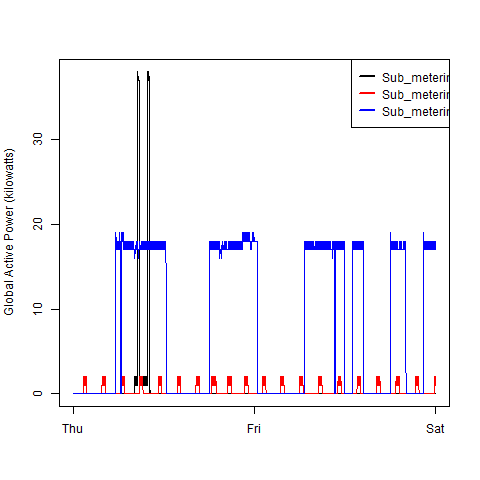 Sub_meterin
Sub_meterin
Sub_meterin
Global Active Power (kilowatts)
30
20
10
0
Thu Fri Sat